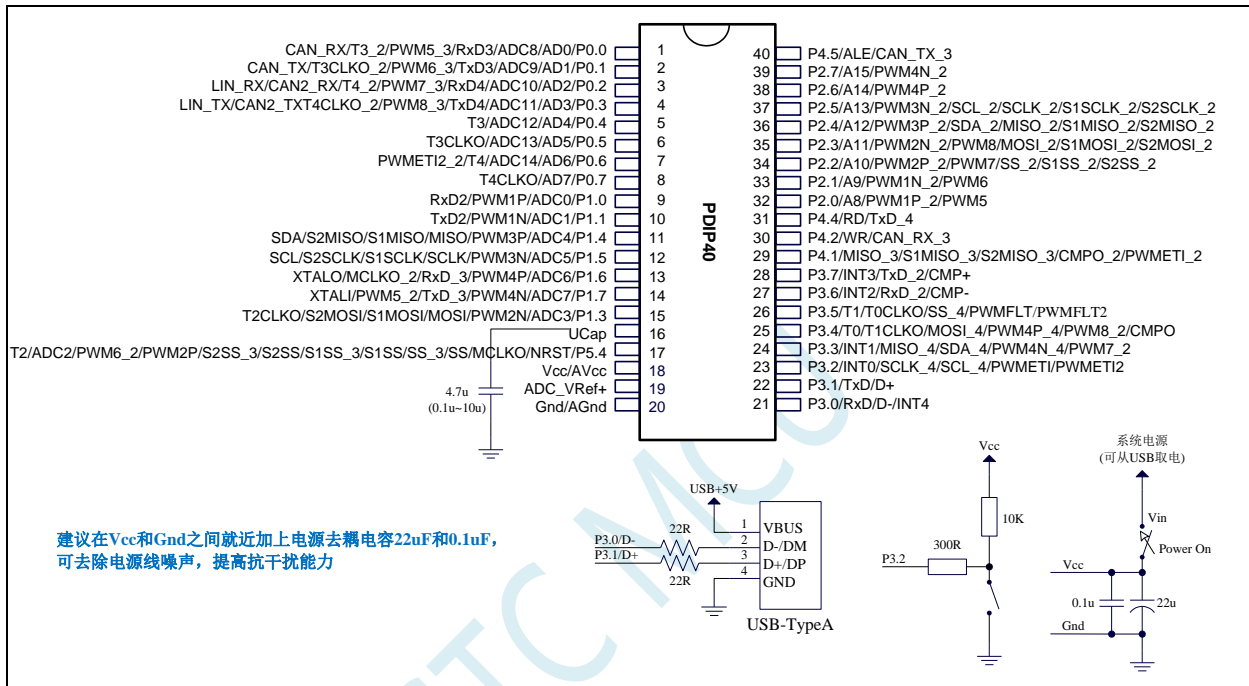 CAN_RX/T3_2/PWM5_3/RxD3/ADC8/AD0/P0.0 1
CAN_TX/T3CLKO_2/PWM6_3/TxD3/ADC9/AD1/P0.1 2
LIN_RX/CAN2_RX/T4_2/PWM7_3/RxD4/ADC10/AD2/P0.2 3
LIN_TX/CAN2_TXT4CLKO_2/PWM8_3/TxD4/ADC11/AD3/P0.3 4
T3/ADC12/AD4/P0.4 5
T3CLKO/ADC13/AD5/P0.5 6
PWMETI2_2/T4/ADC14/AD6/P0.6 7
T4CLKO/AD7/P0.7 8
RxD2/PWM1P/ADC0/P1.0 9
TxD2/PWM1N/ADC1/P1.1 10
SDA/S2MISO/S1MISO/MISO/PWM3P/ADC4/P1.4 11
SCL/S2SCLK/S1SCLK/SCLK/PWM3N/ADC5/P1.5 12
XTALO/MCLKO_2/RxD_3/PWM4P/ADC6/P1.6 13
XTALI/PWM5_2/TxD_3/PWM4N/ADC7/P1.7 14
T2CLKO/S2MOSI/S1MOSI/MOSI/PWM2N/ADC3/P1.3 15
UCap 16
T2/ADC2/PWM6_2/PWM2P/S2SS_3/S2SS/S1SS_3/S1SS/SS_3/SS/MCLKO/NRST/P5.4 17
Vcc/AVcc 18
ADC_VRef+ 19
Gnd/AGnd 20
PDIP40
40 P4.5/ALE/CAN_TX_3
39 P2.7/A15/PWM4N_2
38 P2.6/A14/PWM4P_2
37 P2.5/A13/PWM3N_2/SCL_2/SCLK_2/S1SCLK_2/S2SCLK_2
36 P2.4/A12/PWM3P_2/SDA_2/MISO_2/S1MISO_2/S2MISO_2
35 P2.3/A11/PWM2N_2/PWM8/MOSI_2/S1MOSI_2/S2MOSI_2
34 P2.2/A10/PWM2P_2/PWM7/SS_2/S1SS_2/S2SS_2
33 P2.1/A9/PWM1N_2/PWM6
32 P2.0/A8/PWM1P_2/PWM5
31 P4.4/RD/TxD_4
30 P4.2/WR/CAN_RX_3
29 P4.1/MISO_3/S1MISO_3/S2MISO_3/CMPO_2/PWMETI_2
28 P3.7/INT3/TxD_2/CMP+
27 P3.6/INT2/RxD_2/CMP-
26 P3.5/T1/T0CLKO/SS_4/PWMFLT/PWMFLT2
25 P3.4/T0/T1CLKO/MOSI_4/PWM4P_4/PWM8_2/CMPO
24 P3.3/INT1/MISO_4/SDA_4/PWM4N_4/PWM7_2
23 P3.2/INT0/SCLK_4/SCL_4/PWMETI/PWMETI2
22 P3.1/TxD/D+
21 P3.0/RxD/D-/INT4
4.7u
(0.1u~10u)
建议在Vcc和Gnd之间就近加上电源去耦电容22uF和0.1uF，
可去除电源线噪声，提高抗干扰能力
USB+5V
P3.0/D-
P3.1/D+
22R
22R
1 VBUS
2 D-/DM
3 D+/DP
4 GND
USB-TypeA
Vcc
10K
300R
P3.2
系统电源
(可从USB取电)
Vin
Power On
Vcc
0.1u
22u
Gnd
STC MCU